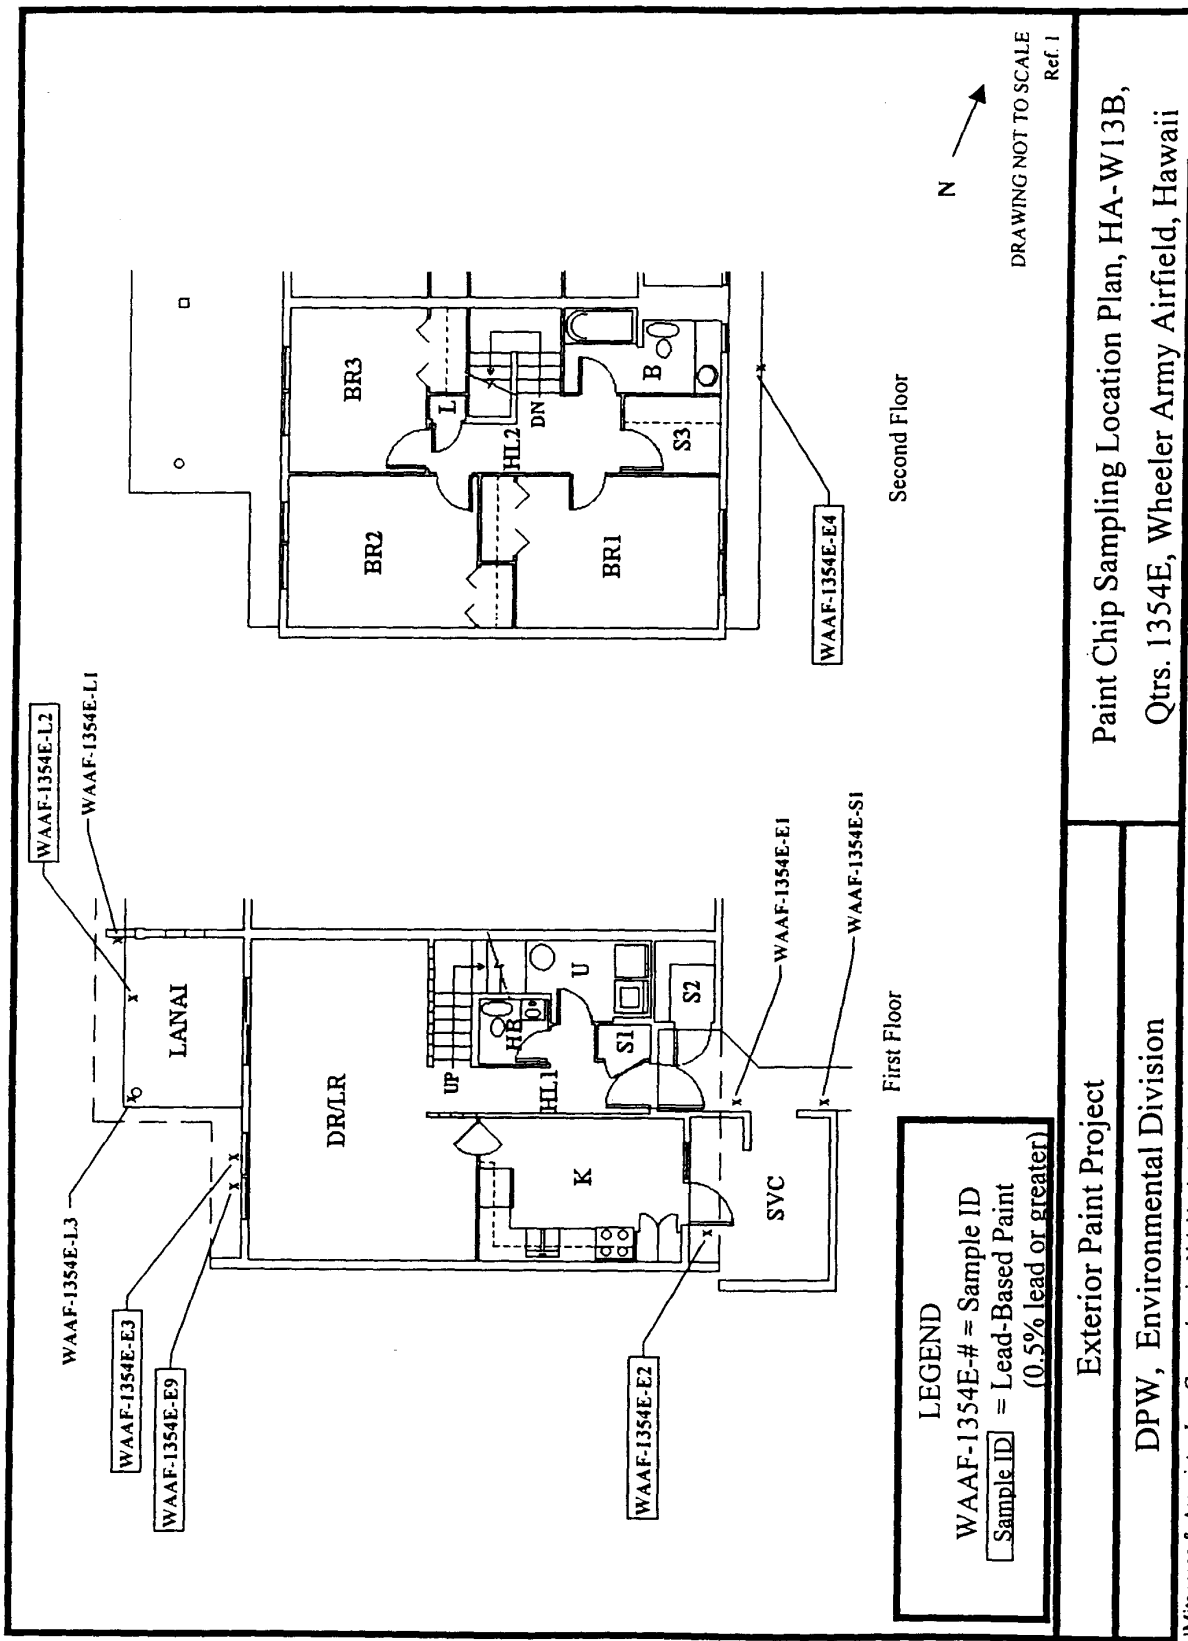 WAAF-1354E-L3
WAAF-1354E-L2
WAAF-1354E-L1
WAAF-1354E-E3
WAAF-1354E-E9
LANAI
DR/LR
UP
HB
U
HL1
S1
S2
K
SVC
WAAF-1354E-E2
WAAF-1354E-E1
WAAF-1354E-S1
First Floor
BR2
BR3
L
HL2
DN
B
S3
BR1
WAAF-1354E-E4
Second Floor
N
DRAWING NOT TO SCALE
Ref. 1
LEGEND
WAAF-1354E-# = Sample ID
Sample ID = Lead-Based Paint
(0.5% lead or greater)
Exterior Paint Project
DPW, Environmental Division
Paint Chip Sampling Location Plan, HA-W13B,
Qtrs. 1354E, Wheeler Army Airfield, Hawaii